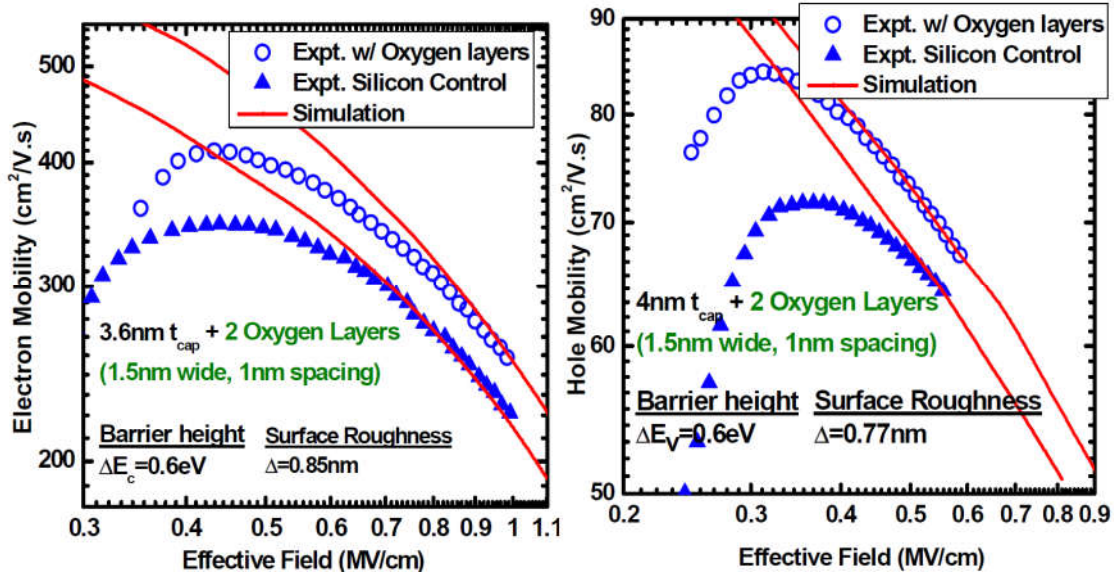 Electron Mobility (cm²/V.s)
500
400
300
200
Expt. w/ Oxygen layers
Expt. Silicon Control
Simulation
3.6nm t_cap + 2 Oxygen Layers
(1.5nm wide, 1nm spacing)
Barrier height Surface Roughness
ΔE_c=0.6eV Δ=0.85nm
0.3 0.4 0.5 0.6 0.7 0.8 0.9 1 1.1
Effective Field (MV/cm)
Hole Mobility (cm²/V.s)
90
80
70
60
50
Expt. w/ Oxygen layers
Expt. Silicon Control
Simulation
4nm t_cap + 2 Oxygen Layers
(1.5nm wide, 1nm spacing)
Barrier height Surface Roughness
ΔE_V=0.6eV Δ=0.77nm
0.2 0.3 0.4 0.5 0.6 0.7 0.8 0.9
Effective Field (MV/cm)